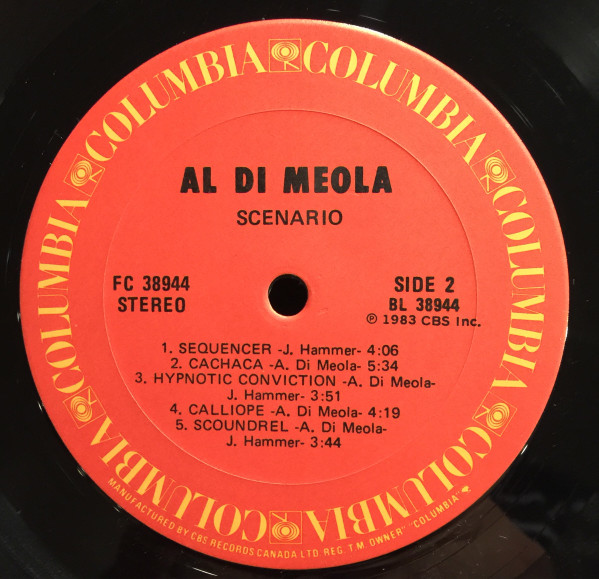 COLUMBIA COLUMBIA COLUMBIA COLUMBIA COLUMBIA COLUMBIA COLUMBIA COLUMBIA
AL DI MEOLA
SCENARIO
FC 38944
STEREO
SIDE 2
BL 38944
℗ 1983 CBS Inc.
1. SEQUENCER -J. Hammer- 4:06
2. CACHACA -A. Di Meola- 5:34
3. HYPNOTIC CONVICTION -A. Di Meola-
J. Hammer- 3:51
4. CALLIOPE -A. Di Meola- 4:19
5. SCOUNDREL -A. Di Meola-
J. Hammer- 3:44
MANUFACTURED BY CBS RECORDS CANADA LTD REG. T.M OWNER "COLUMBIA"